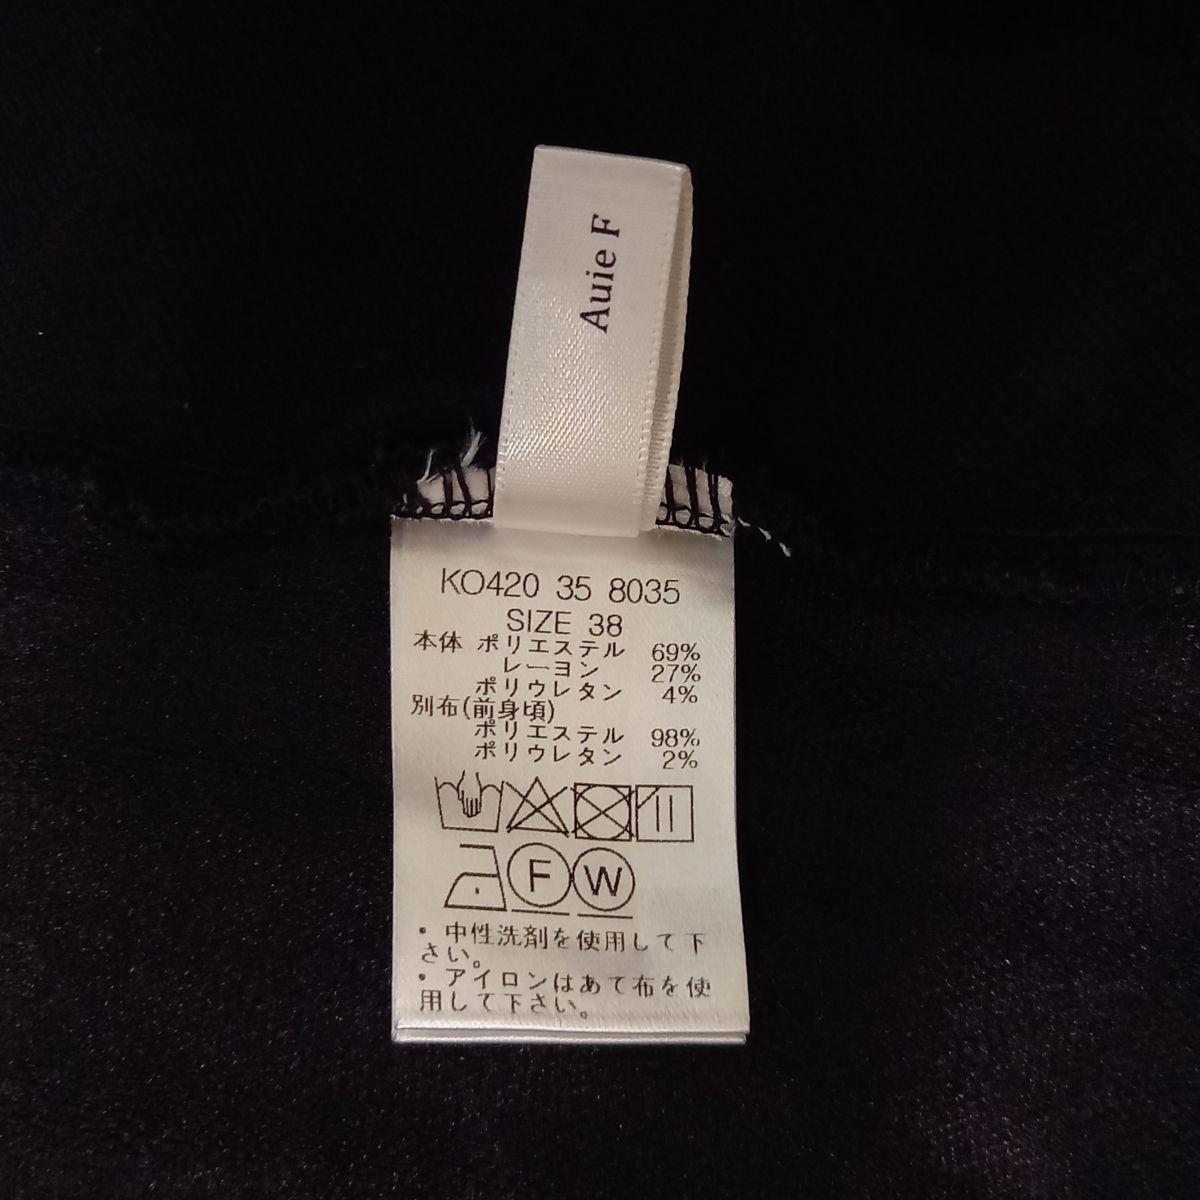 Auie F
KO420 35 8035
SIZE 38
本体 ポリエステル 69%
レーヨン 27%
ポリウレタン 4%
別布(前身頃)
ポリエステル 98%
ポリウレタン 2%
F W
・中性洗剤を使用して下
さい。
・アイロンはあて布を使
用して下さい。